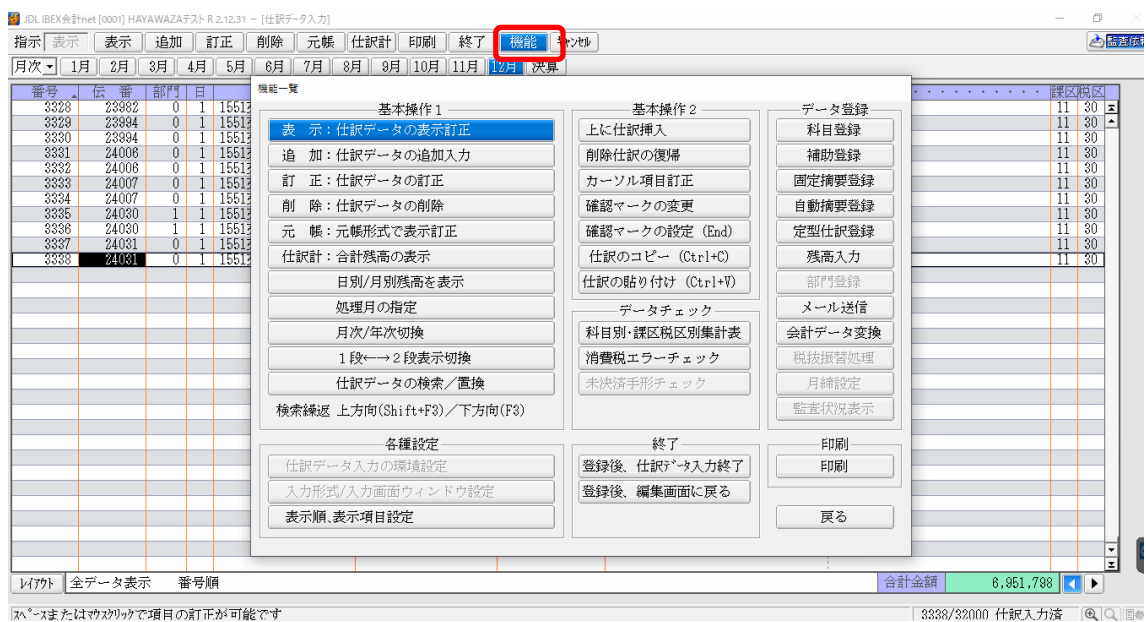 JDL IBEX会計net [0001] HAYAWAZAテスト R 2.12.31 － [仕訳データ入力]
指示 表示 表示 追加 訂正 削除 元帳 仕訳計 印刷 終了 機能 ｷｬﾝｾﾙ
月次 1月 2月 3月 4月 5月 6月 7月 8月 9月 10月 11月 12月 決算
番号 伝 番 部門 日 課区 税区
3328 23982 0 1 1551 11 30
3329 23994 0 1 1551 11 30
3330 23994 0 1 1551 11 30
3331 24006 0 1 1551 11 30
3332 24006 0 1 1551 11 30
3333 24007 0 1 1551 11 30
3334 24007 0 1 1551 11 30
3335 24030 1 1 1551 11 30
3336 24030 1 1 1551 11 30
3337 24031 0 1 1551 11 30
3338 24031 0 1 1551 11 30
機能一覧
基本操作１
表 示：仕訳データの表示訂正
追 加：仕訳データの追加入力
訂 正：仕訳データの訂正
削 除：仕訳データの削除
元 帳：元帳形式で表示訂正
仕訳計：合計残高の表示
日別/月別残高を表示
処理月の指定
月次/年次切換
１段←→２段表示切換
仕訳データの検索／置換
検索繰返 上方向(Shift+F3)／下方向(F3)
各種設定
仕訳データ入力の環境設定
入力形式/入力画面ウィンドウ設定
表示順、表示項目設定
基本操作２
上に仕訳挿入
削除仕訳の復帰
カーソル項目訂正
確認マークの変更
確認マークの設定 (End)
仕訳のコピー (Ctrl+C)
仕訳の貼り付け (Ctrl+V)
データチェック
科目別・課区税区別集計表
消費税エラーチェック
未決済手形チェック
終了
登録後、仕訳ﾃﾞｰﾀ入力終了
登録後、編集画面に戻る
データ登録
科目登録
補助登録
固定摘要登録
自動摘要登録
定型仕訳登録
残高入力
部門登録
メール送信
会計データ変換
税抜振替処理
月締設定
監査状況表示
印刷
印刷
戻る
ﾚｲｱｳﾄ 全データ表示 番号順 合計金額 6,951,798
ｽﾍﾟｰｽまたはﾏｳｽｸﾘｯｸで項目の訂正が可能です 3338/32000 仕訳入力済